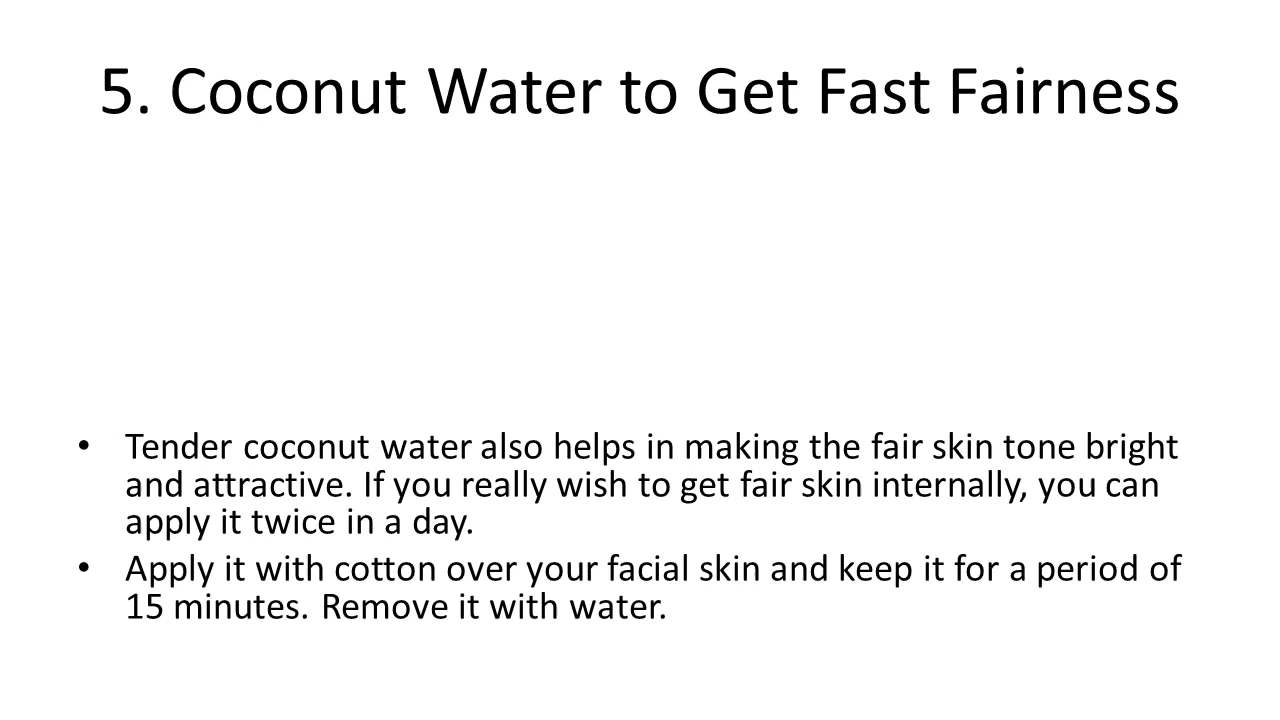 5. Coconut Water to Get Fast Fairness
• Tender coconut water also helps in making the fair skin tone bright
and attractive. If you really wish to get fair skin internally, you can
apply it twice in a day.
• Apply it with cotton over your facial skin and keep it for a period of
15 minutes. Remove it with water.